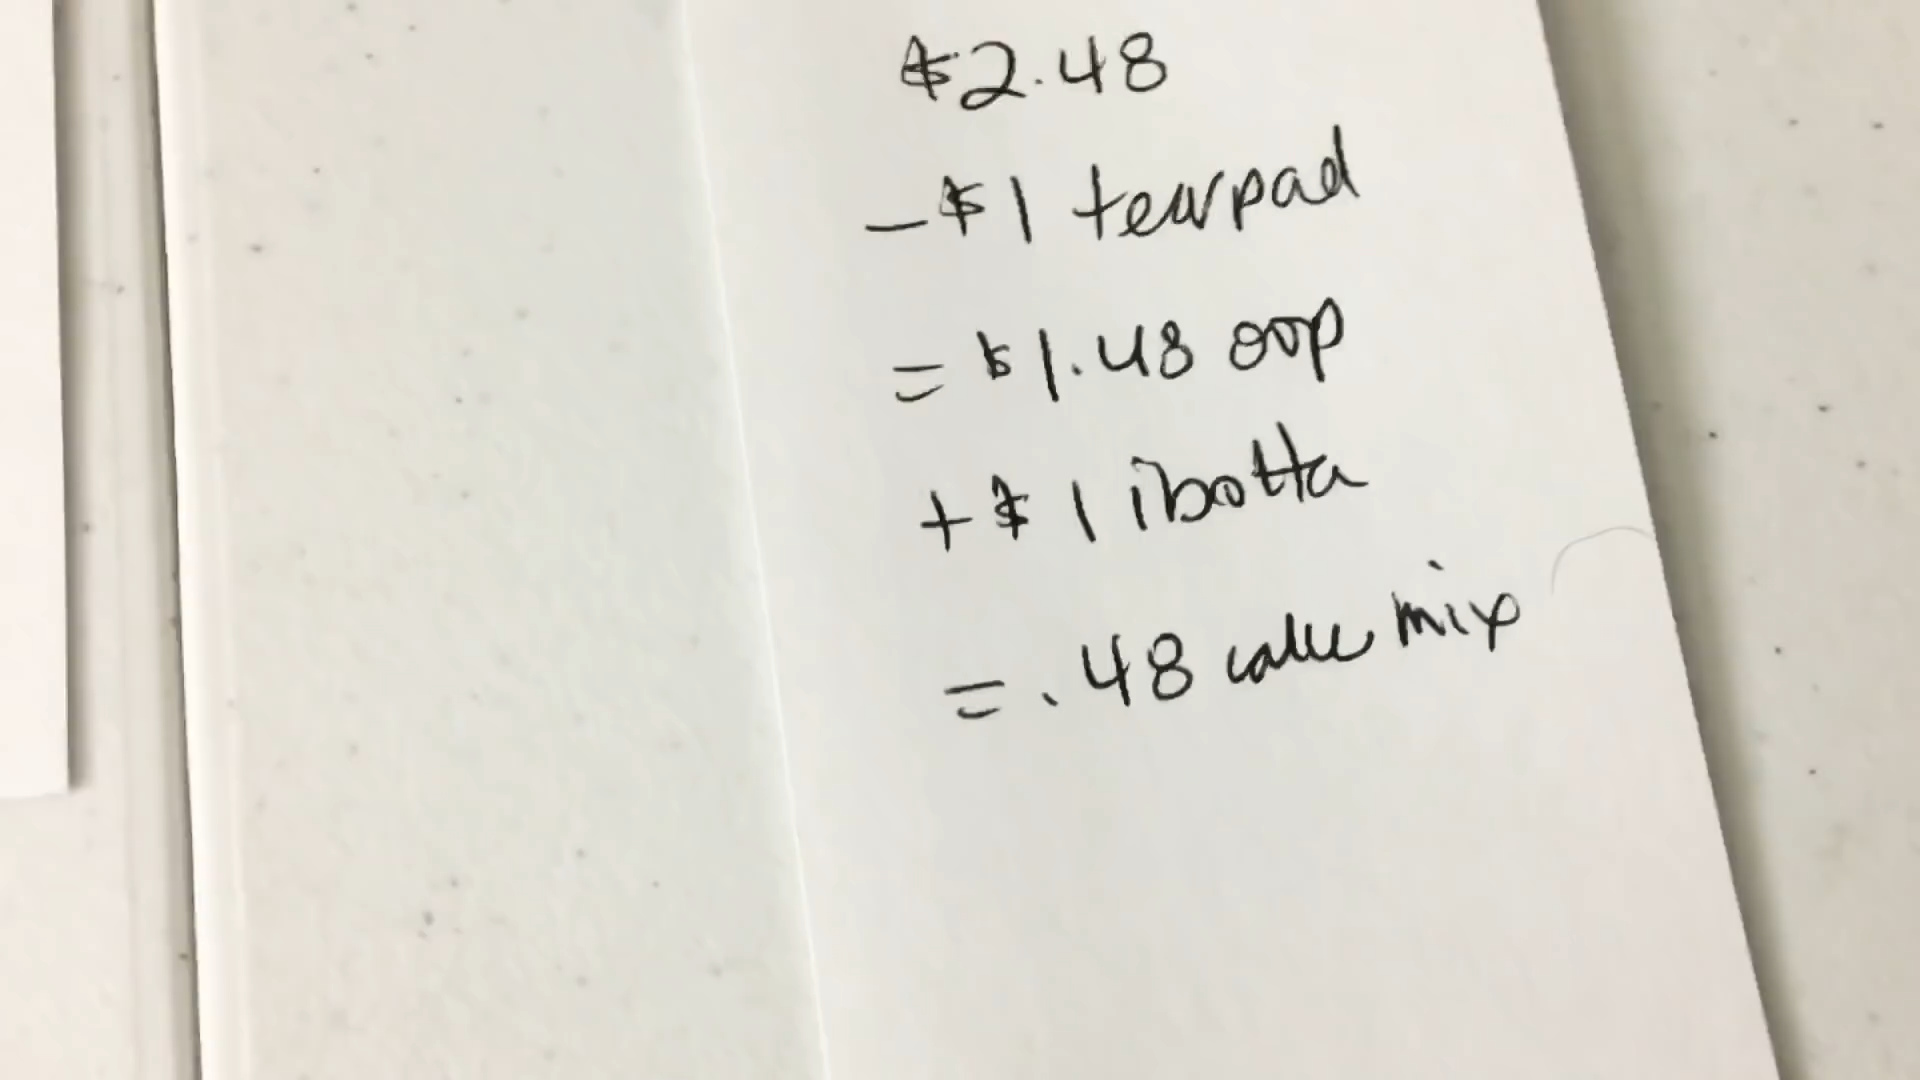 $2.48
-$1 tearpad
= $1.48 oop
+$1 ibotta
= .48 cake mix